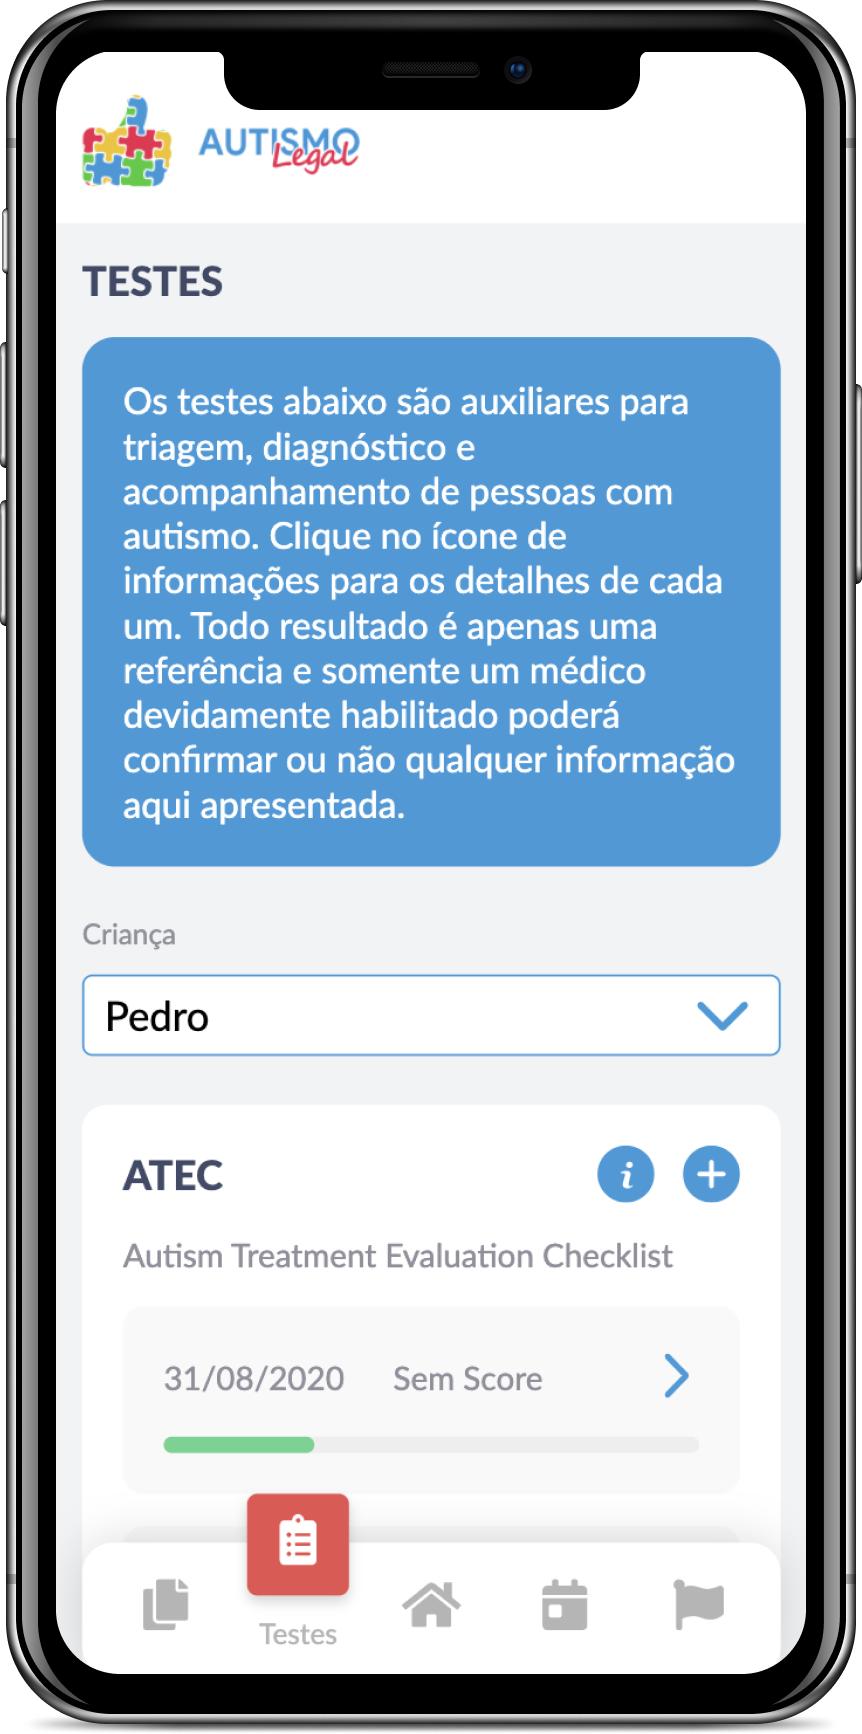 AUTISMO
Legal
TESTES
Os testes abaixo são auxiliares para
triagem, diagnóstico e
acompanhamento de pessoas com
autismo. Clique no ícone de
informações para os detalhes de cada
um. Todo resultado é apenas uma
referência e somente um médico
devidamente habilitado poderá
confirmar ou não qualquer informação
aqui apresentada.
Criança
Pedro
ATEC
i
Autism Treatment Evaluation Checklist
31/08/2020 Sem Score
Testes